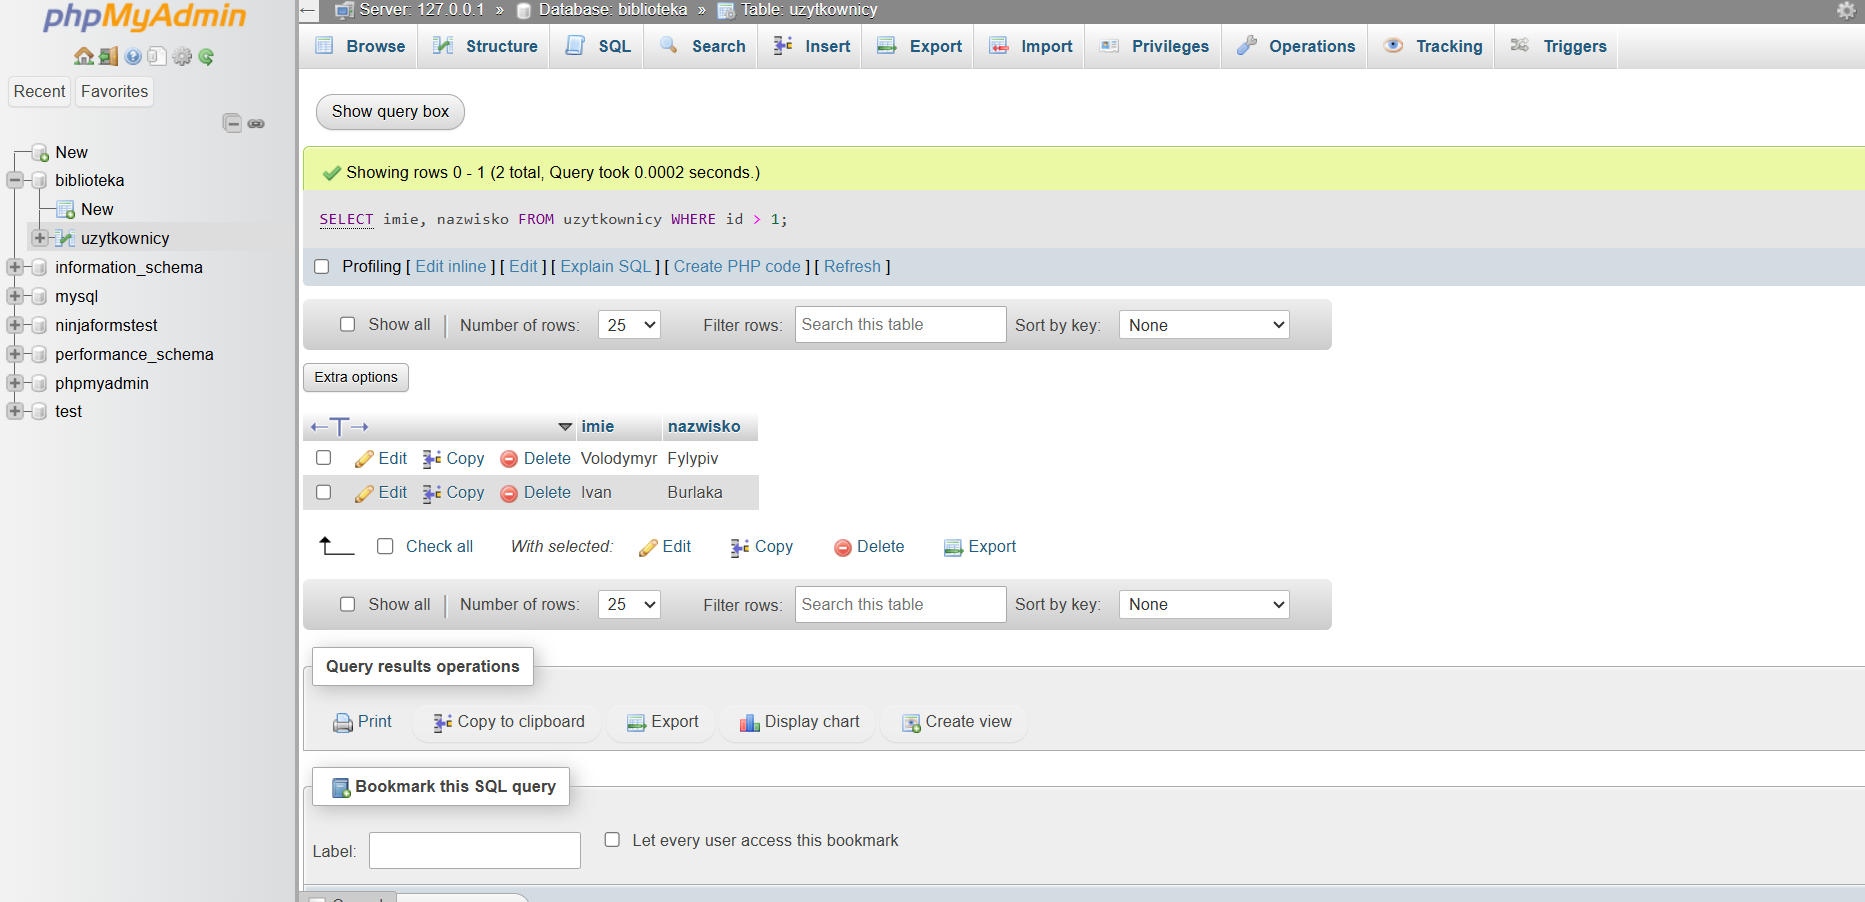 phpMyAdmin
Recent Favorites
New
biblioteka
New
uzytkownicy
information_schema
mysql
ninjaformstest
performance_schema
phpmyadmin
test
Server: 127.0.0.1 » Database: biblioteka » Table: uzytkownicy
Browse Structure SQL Search Insert Export Import Privileges Operations Tracking Triggers
Show query box
Showing rows 0 - 1 (2 total, Query took 0.0002 seconds.)
SELECT imie, nazwisko FROM uzytkownicy WHERE id > 1;
Profiling [ Edit inline ] [ Edit ] [ Explain SQL ] [ Create PHP code ] [ Refresh ]
Show all Number of rows: 25 Filter rows: Search this table Sort by key: None
Extra options
←T→ imie nazwisko
Edit Copy Delete Volodymyr Fylypiv
Edit Copy Delete Ivan Burlaka
Check all With selected: Edit Copy Delete Export
Show all Number of rows: 25 Filter rows: Search this table Sort by key: None
Query results operations
Print Copy to clipboard Export Display chart Create view
Bookmark this SQL query
Label: Let every user access this bookmark